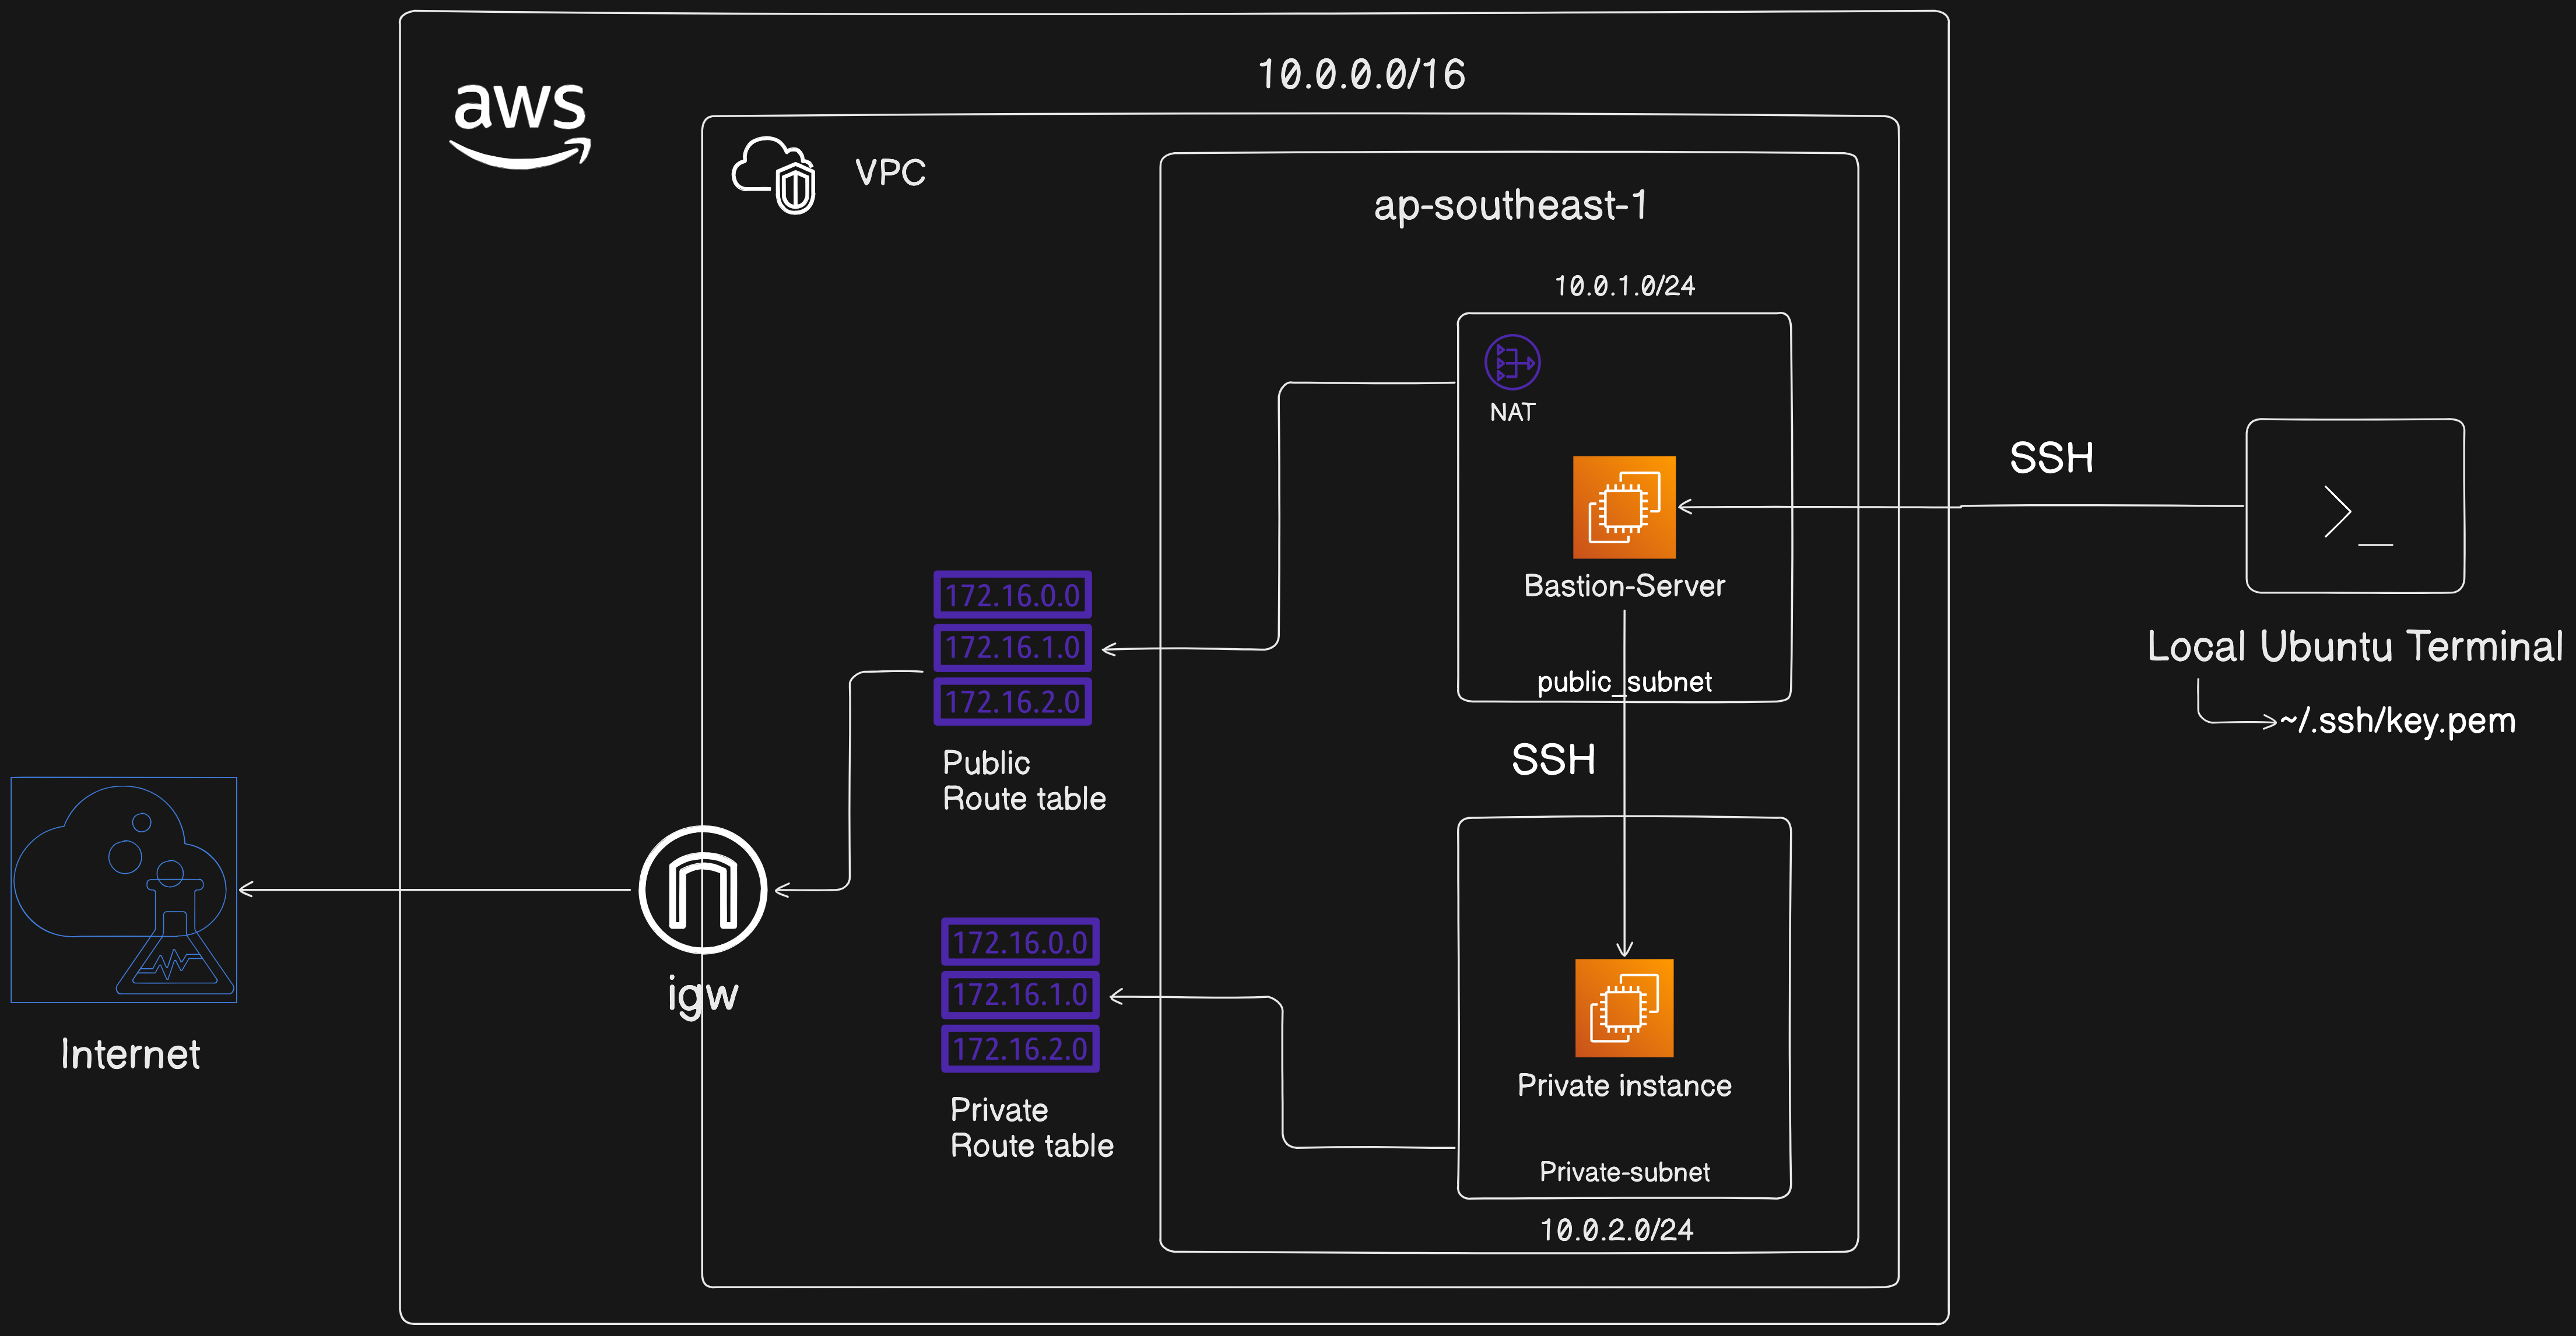 10.0.0.0/16
aws
VPC
ap-southeast-1
10.0.1.0/24
NAT
SSH
>_
Bastion-Server
172.16.0.0
172.16.1.0
172.16.2.0
Local Ubuntu Terminal
public_subnet
~/.ssh/key.pem
Public
Route table
SSH
172.16.0.0
172.16.1.0
172.16.2.0
igw
Internet
Private instance
Private
Route table
Private-subnet
10.0.2.0/24